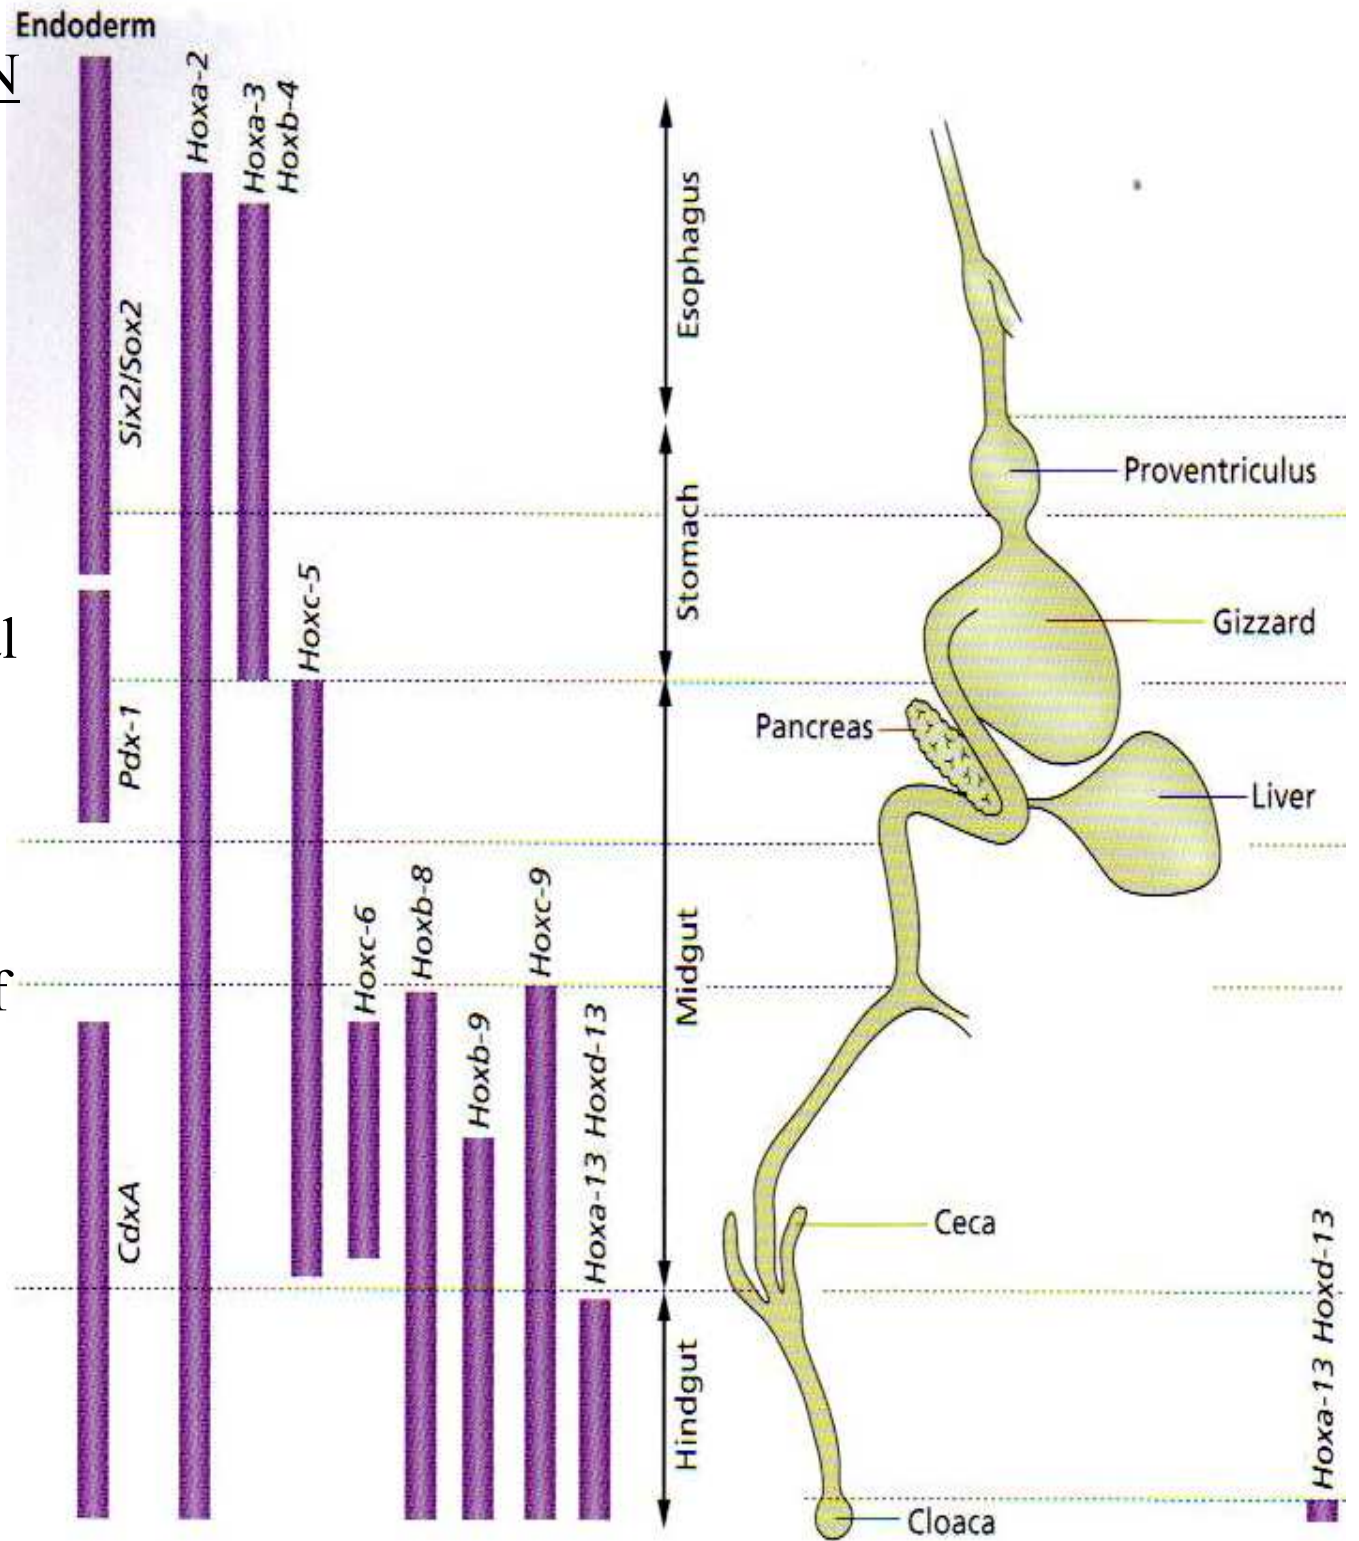 Endoderm
N
Hoxa-2
Hoxa-3
Hoxb-4
Six2/Sox2
Esophagus
Proventriculus
Stomach
Hoxc-5
al
Gizzard
Pdx-1
Pancreas
Liver
Hoxc-6
Hoxb-8
Hoxc-9
Midgut
f
Hoxb-9
Hoxa-13 Hoxd-13
CdxA
Ceca
Hoxa-13 Hoxd-13
Hindgut
Cloaca